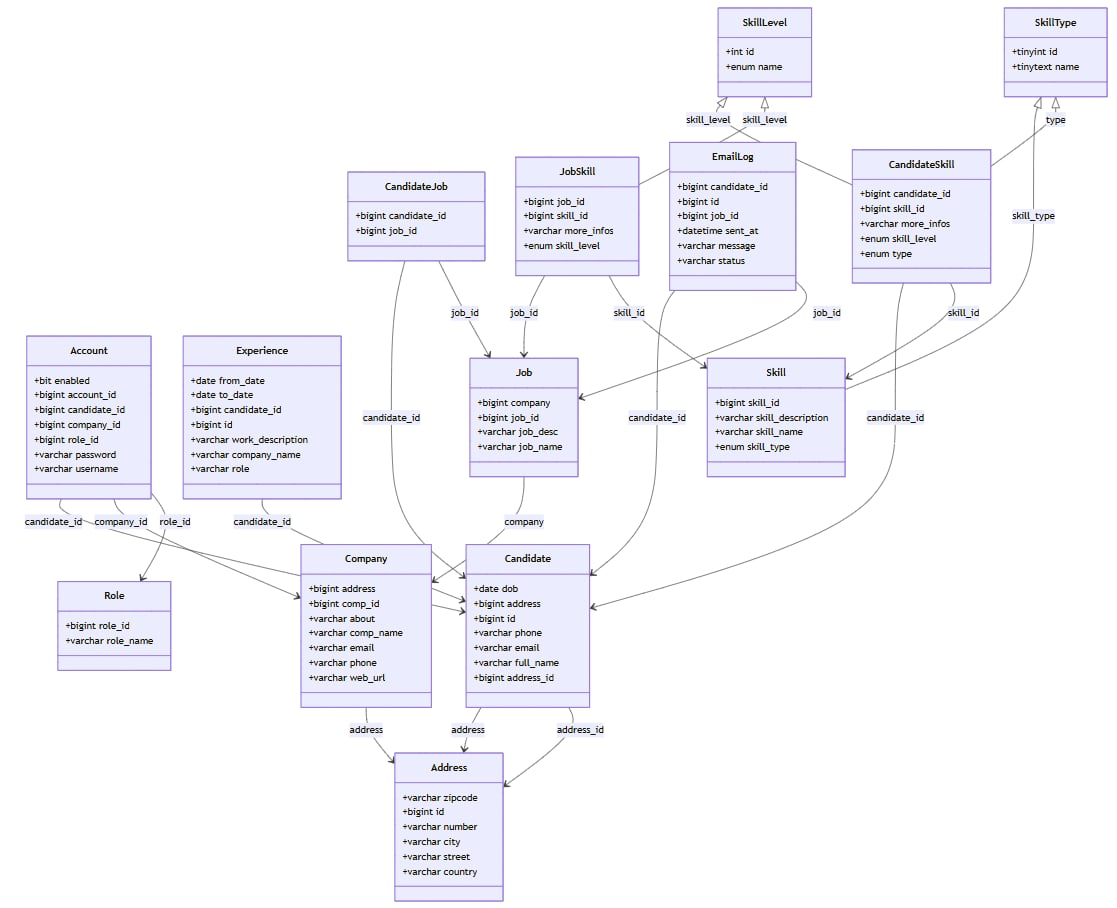 SkillLevel
+int id
+enum name
SkillType
+tinyint id
+tinytext name
skill_level
skill_level
type
CandidateJob
+bigint candidate_id
+bigint job_id
JobSkill
+bigint job_id
+bigint skill_id
+varchar more_infos
+enum skill_level
EmailLog
+bigint candidate_id
+bigint id
+bigint job_id
+datetime sent_at
+varchar message
+varchar status
CandidateSkill
+bigint candidate_id
+bigint skill_id
+varchar more_infos
+enum skill_level
+enum type
skill_type
job_id
job_id
skill_id
job_id
skill_id
Account
+bit enabled
+bigint account_id
+bigint candidate_id
+bigint company_id
+bigint role_id
+varchar password
+varchar username
Experience
+date from_date
+date to_date
+bigint candidate_id
+bigint id
+varchar work_description
+varchar company_name
+varchar role
candidate_id
Job
+bigint company
+bigint job_id
+varchar job_desc
+varchar job_name
candidate_id
Skill
+bigint skill_id
+varchar skill_description
+varchar skill_name
+enum skill_type
candidate_id
candidate_id
company_id
role_id
candidate_id
company
Role
+bigint role_id
+varchar role_name
Company
+bigint address
+bigint comp_id
+varchar about
+varchar comp_name
+varchar email
+varchar phone
+varchar web_url
Candidate
+date dob
+bigint address
+bigint id
+varchar phone
+varchar email
+varchar full_name
+bigint address_id
address
address
address_id
Address
+varchar zipcode
+bigint id
+varchar number
+varchar city
+varchar street
+varchar country